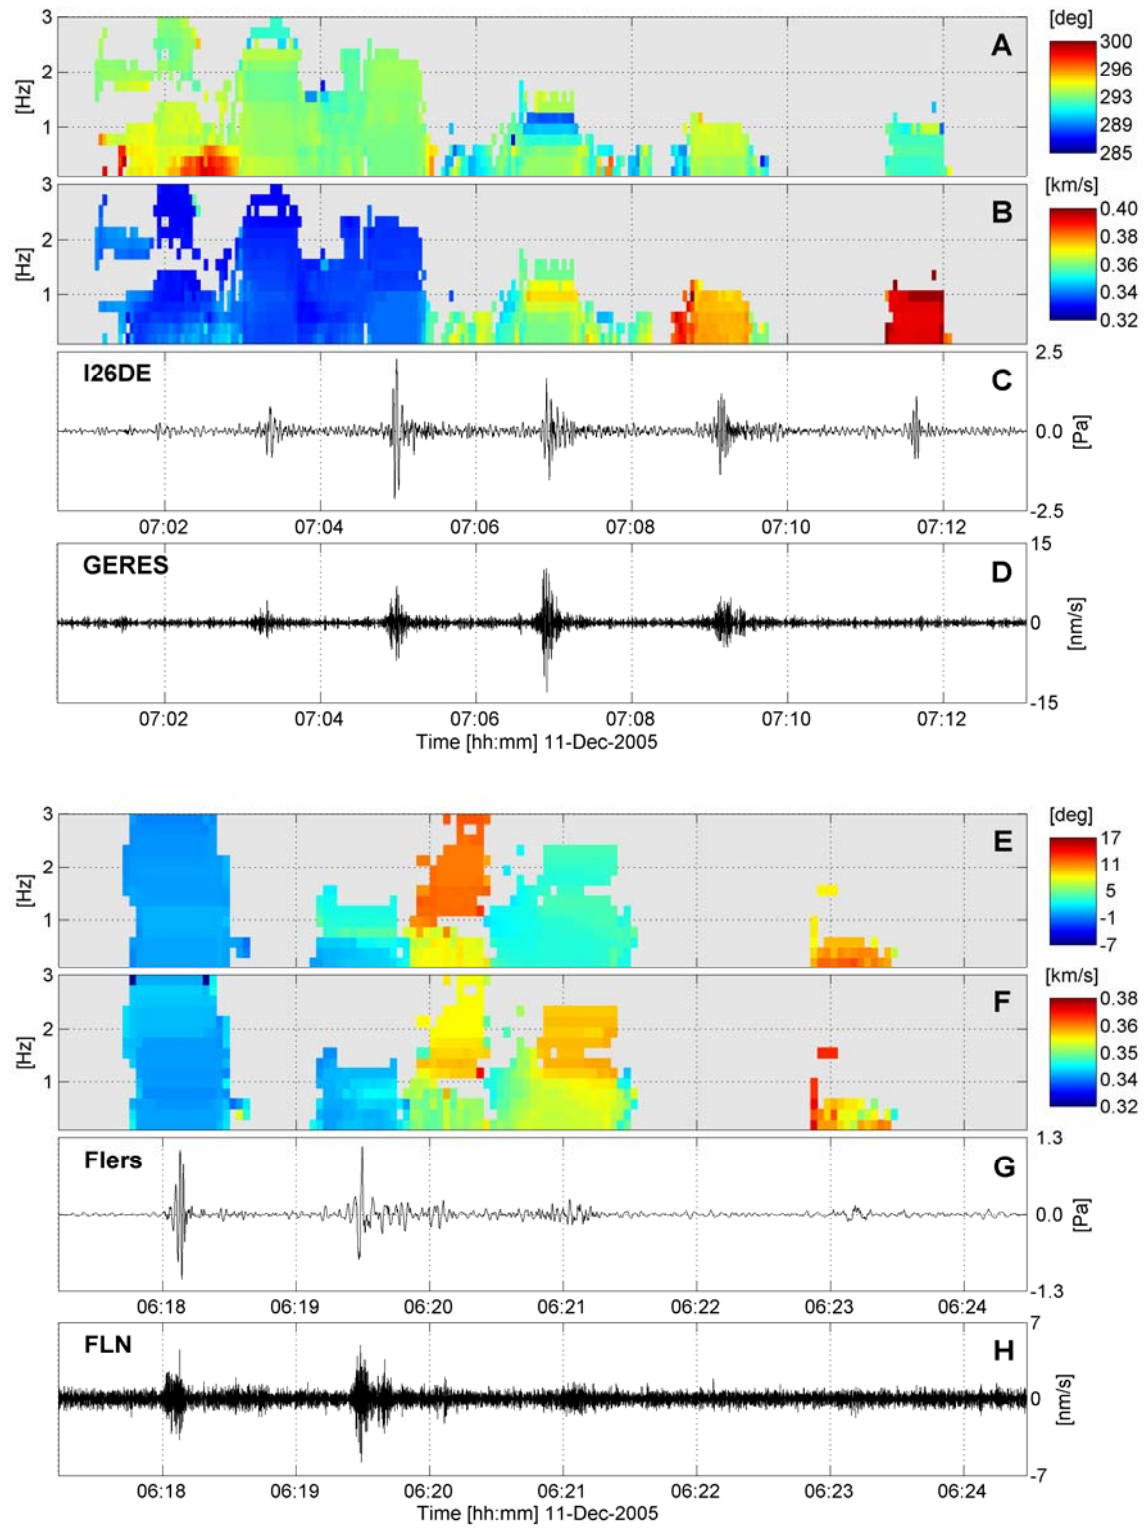 3
2
1
[Hz]
A
[deg]
300
296
293
289
285
3
2
1
[Hz]
B
[km/s]
0.40
0.38
0.36
0.34
0.32
I26DE
C
2.5
0.0
-2.5
[Pa]
07:02 07:04 07:06 07:08 07:10 07:12
GERES
D
15
0
-15
[nm/s]
07:02 07:04 07:06 07:08 07:10 07:12
Time [hh:mm] 11-Dec-2005
3
2
1
[Hz]
E
[deg]
17
11
5
-1
-7
3
2
1
[Hz]
F
[km/s]
0.38
0.36
0.35
0.34
0.32
Flers
G
1.3
0.0
-1.3
[Pa]
06:18 06:19 06:20 06:21 06:22 06:23 06:24
FLN
H
7
0
-7
[nm/s]
06:18 06:19 06:20 06:21 06:22 06:23 06:24
Time [hh:mm] 11-Dec-2005